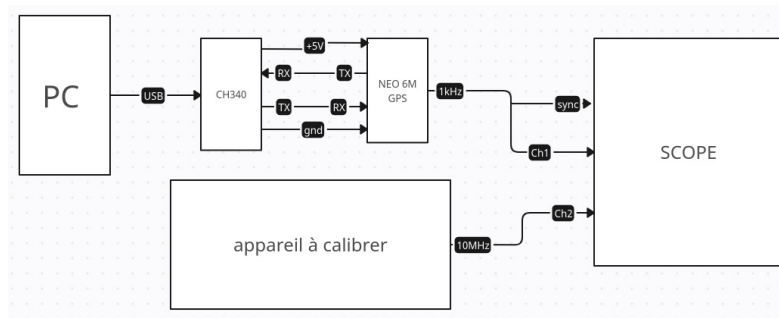 PC
USB
CH340
+5V
RX
TX
TX
RX
gnd
NEO 6M
GPS
1kHz
sync
Ch1
SCOPE
appareil à calibrer
10MHz
Ch2